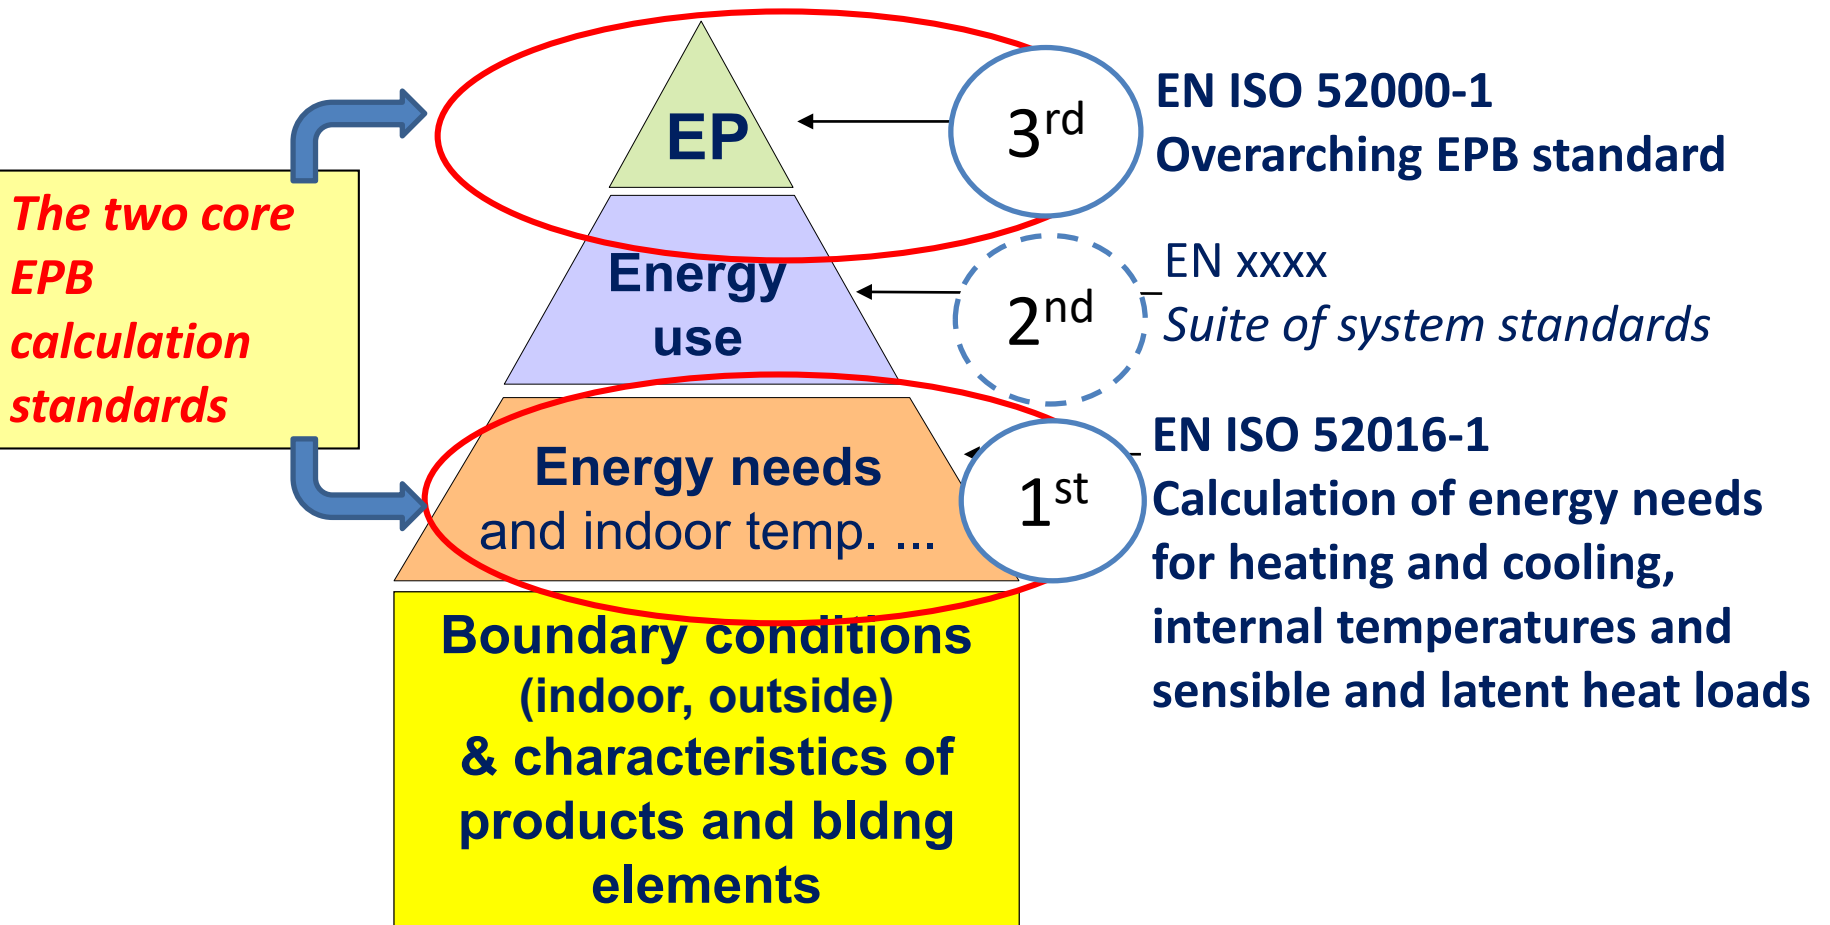 The two core
EPB
calculation
standards
EP
3rd
EN ISO 52000-1
Overarching EPB standard
Energy
use
2nd
EN xxxx
Suite of system standards
Energy needs
and indoor temp. ...
1st
EN ISO 52016-1
Calculation of energy needs
for heating and cooling,
internal temperatures and
sensible and latent heat loads
Boundary conditions
(indoor, outside)
& characteristics of
products and bldng
elements